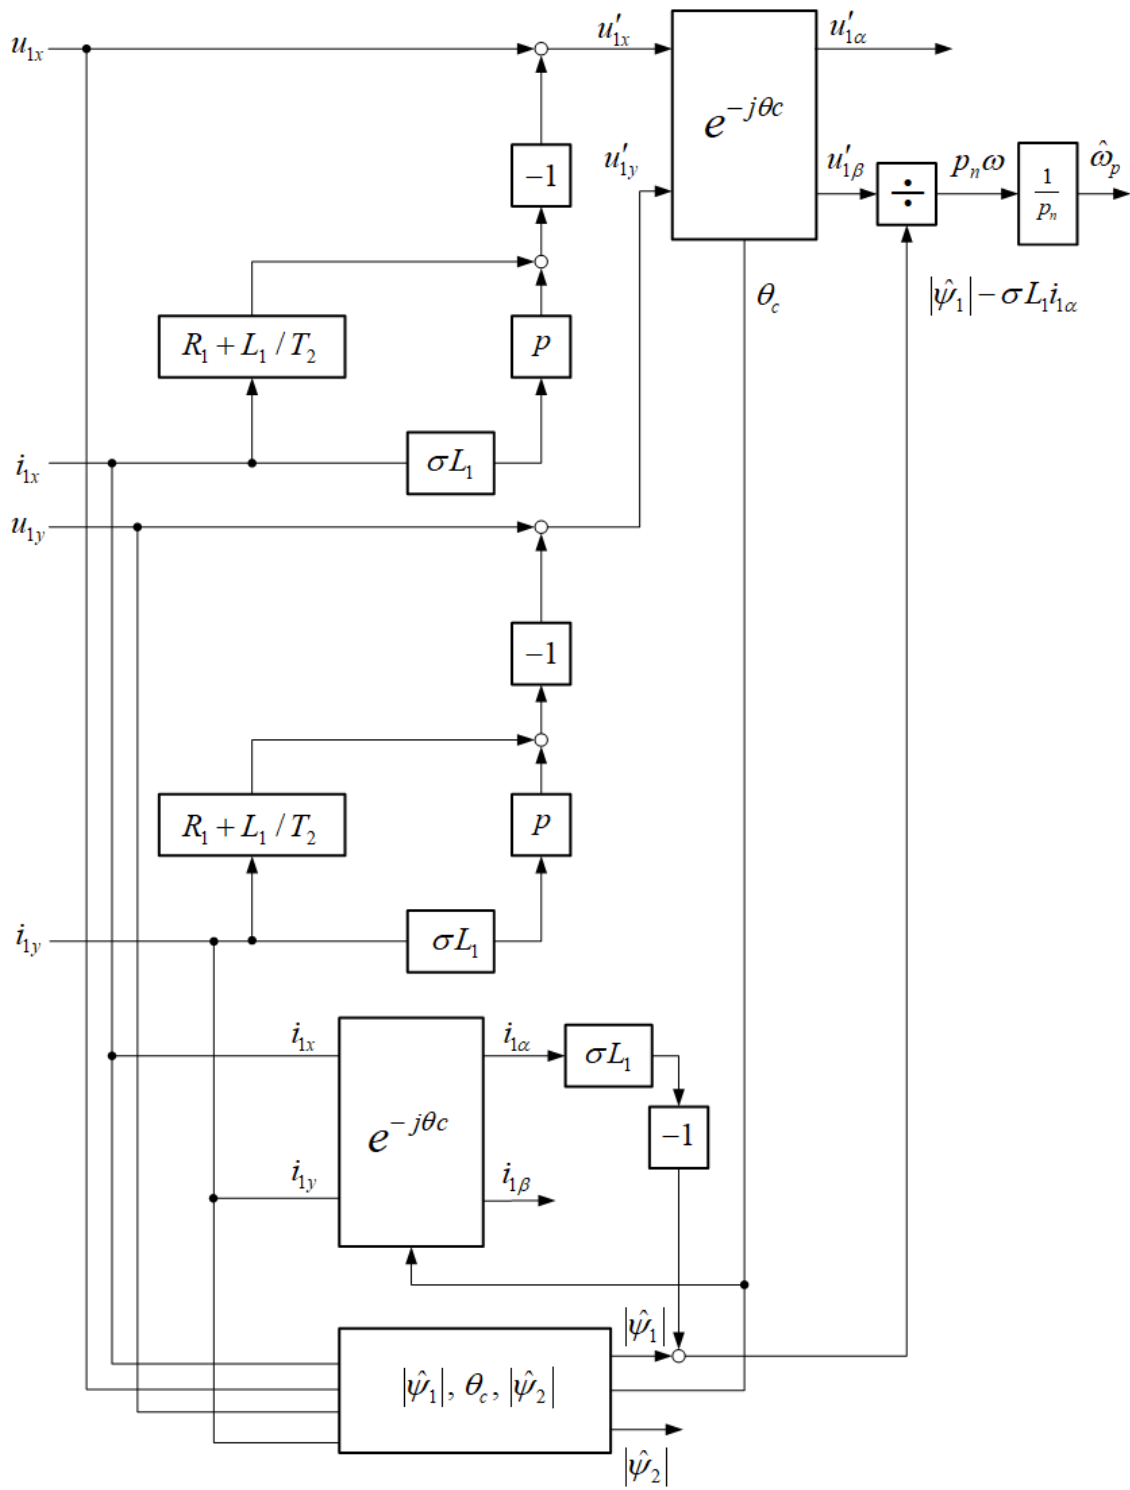 u₁ₓ
u′₁ₓ
u′₁α
e^{−jθc}
−1
u′₁y
u′₁β
÷
pₙω
1/pₙ
ω̂ₚ
θc
|ψ̂₁| − σL₁i₁α
R₁ + L₁ / T₂
p
i₁ₓ
σL₁
u₁y
−1
R₁ + L₁ / T₂
p
i₁y
σL₁
i₁ₓ
i₁α
σL₁
e^{−jθc}
−1
i₁y
i₁β
|ψ̂₁|
|ψ̂₁|, θc, |ψ̂₂|
|ψ̂₂|